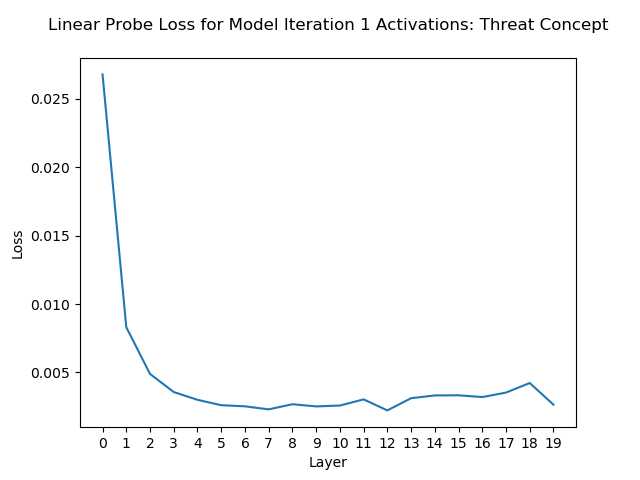 Linear Probe Loss for Model Iteration 1 Activations: Threat Concept
0.025
0.020
0.015
0.010
0.005
Loss
0 1 2 3 4 5 6 7 8 9 10 11 12 13 14 15 16 17 18 19
Layer